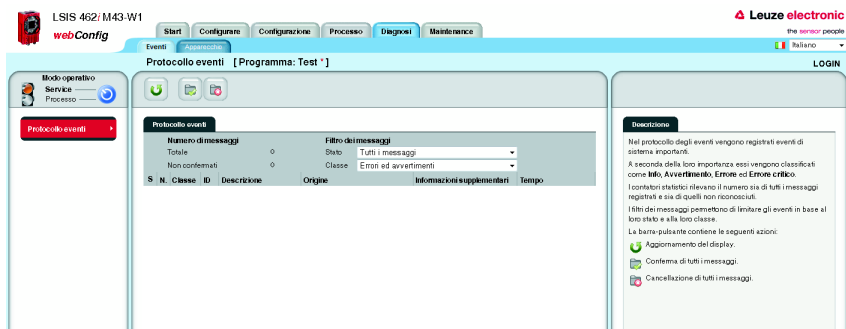 LSIS 462i M43-W1
webConfig
Leuze electronic
the sensor people
Start Configurare Configurazione Processo Diagnosi Maintenance
Eventi Apparecchio
Italiano
Protocollo eventi [Programma: Test *]
LOGIN
Modo operativo
Service
Processo
Protocollo eventi
Protocollo eventi
Numero di messaggi Filtro dei messaggi
Totale 0 Stato Tutti i messaggi
Non confermati 0 Classe Errori ed avvertimenti
S N. Classe ID Descrizione Origine Informazioni supplementari Tempo
Descrizione
Nel protocollo degli eventi vengono registrati eventi di
sistema importanti.
A seconda della loro importanza essi vengono classificati
come Info, Avvertimento, Errore ed Errore critico.
I contatori statistici rilevano il numero sia di tutti i messaggi
registrati e sia di quelli non riconosciuti.
I filtri dei messaggi permettono di limitare gli eventi in base al
loro stato e alla loro classe.
La barra-pulsante contiene le seguenti azioni:
Aggiornamento del display.
Conferma di tutti i messaggi.
Cancellazione di tutti i messaggi.